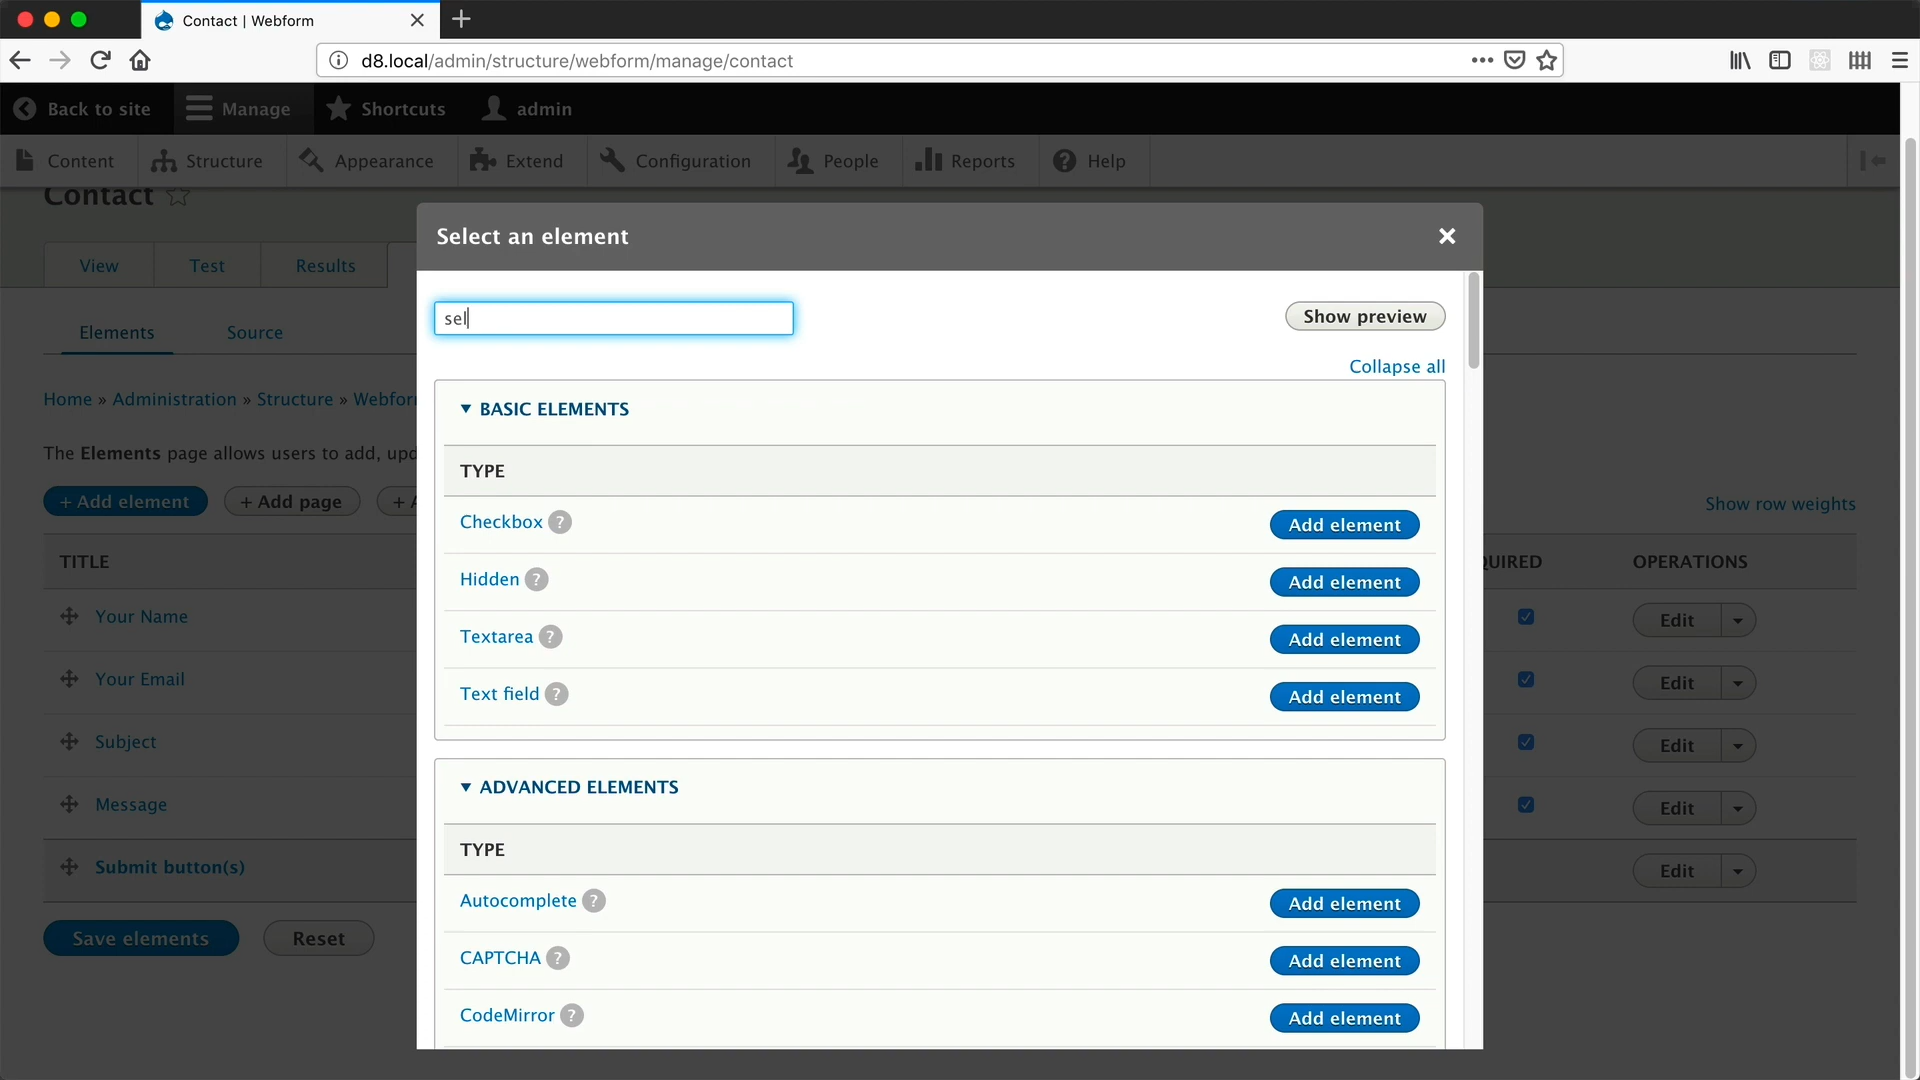 Contact | Webform
d8.local/admin/structure/webform/manage/contact
Back to site
Manage
Shortcuts
admin
Content
Structure
Appearance
Extend
Configuration
People
Reports
Help
Contact
View
Test
Results
Elements
Source
Home » Administration » Structure »
The Elements page allows users to add,
+ Add element
+ Add page
+
Show row weights
TITLE
OPERATIONS
Your Name
Edit
Your Email
Edit
Subject
Edit
Message
Edit
Submit button(s)
Edit
Save elements
Reset
Select an element
sel
Show preview
Collapse all
BASIC ELEMENTS
TYPE
Checkbox ?
Add element
Hidden ?
Add element
Textarea ?
Add element
Text field ?
Add element
ADVANCED ELEMENTS
TYPE
Autocomplete ?
Add element
CAPTCHA ?
Add element
CodeMirror ?
Add element